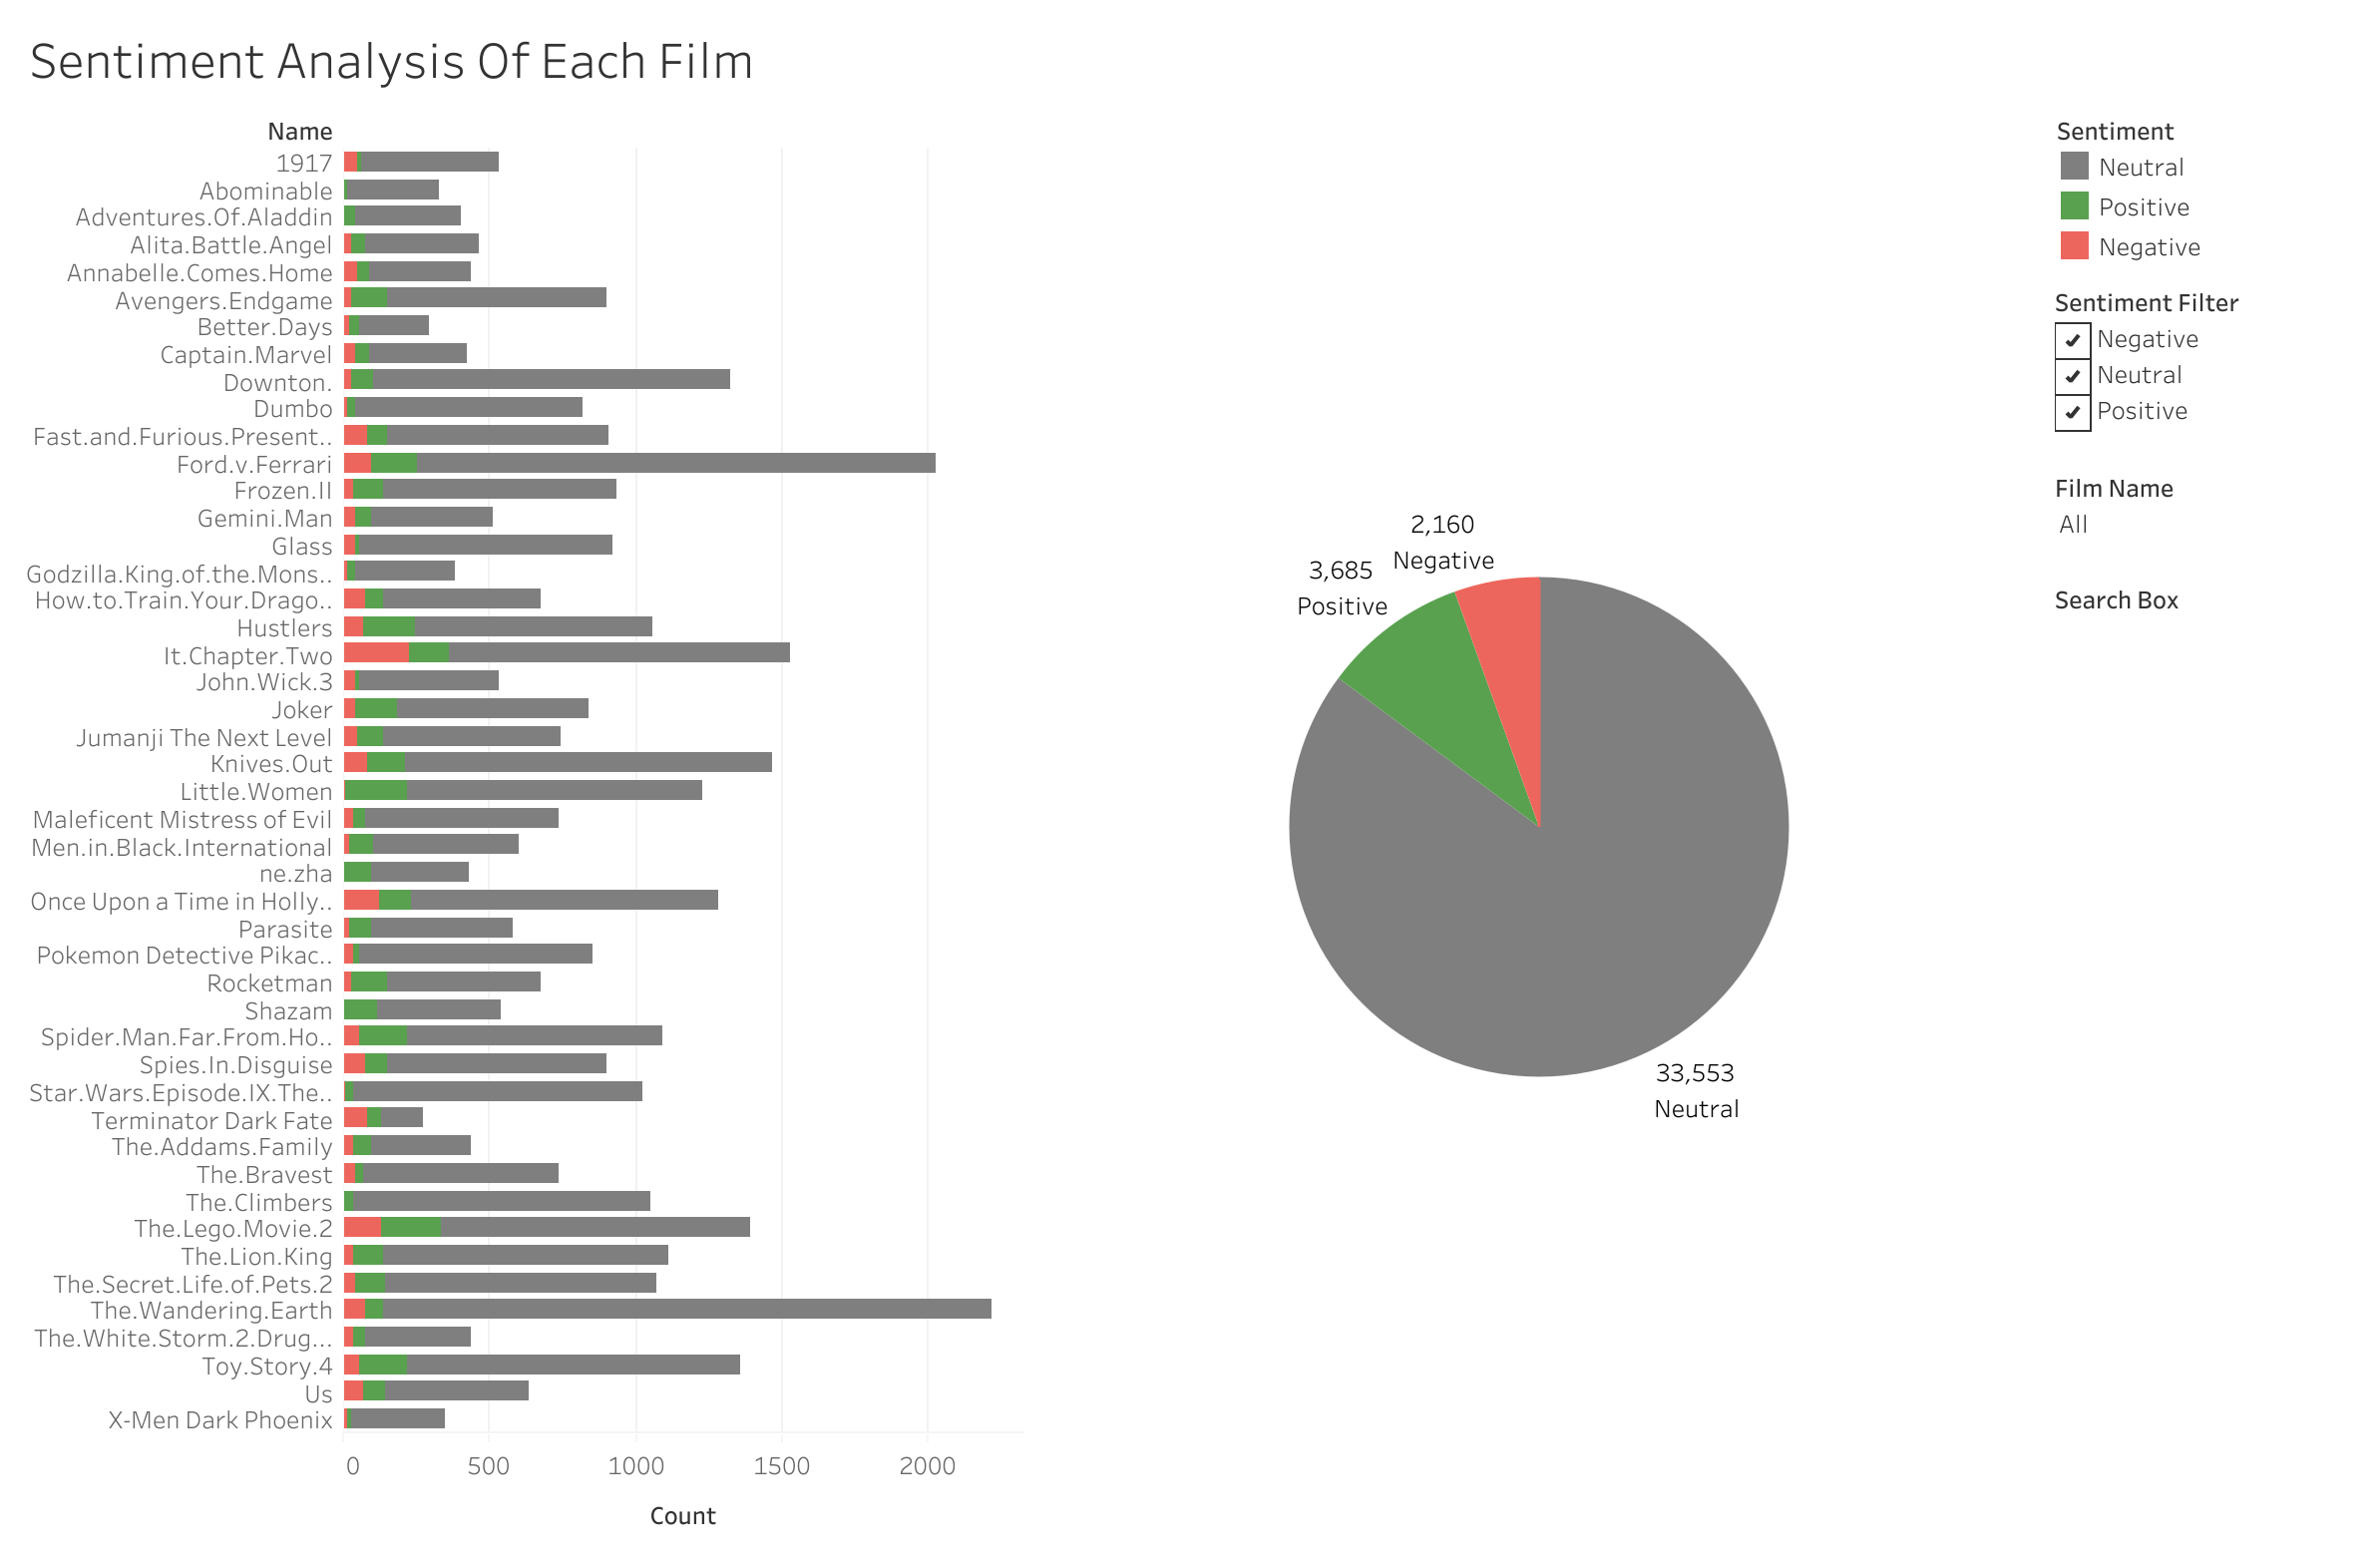 Sentiment Analysis Of Each Film
Name
1917
Abominable
Adventures.Of.Aladdin
Alita.Battle.Angel
Annabelle.Comes.Home
Avengers.Endgame
Better.Days
Captain.Marvel
Downton.
Dumbo
Fast.and.Furious.Present..
Ford.v.Ferrari
Frozen.II
Gemini.Man
Glass
Godzilla.King.of.the.Mons..
How.to.Train.Your.Drago..
Hustlers
It.Chapter.Two
John.Wick.3
Joker
Jumanji The Next Level
Knives.Out
Little.Women
Maleficent Mistress of Evil
Men.in.Black.International
ne.zha
Once Upon a Time in Holly..
Parasite
Pokemon Detective Pikac..
Rocketman
Shazam
Spider.Man.Far.From.Ho..
Spies.In.Disguise
Star.Wars.Episode.IX.The..
Terminator Dark Fate
The.Addams.Family
The.Bravest
The.Climbers
The.Lego.Movie.2
The.Lion.King
The.Secret.Life.of.Pets.2
The.Wandering.Earth
The.White.Storm.2.Drug...
Toy.Story.4
Us
X-Men Dark Phoenix
0 500 1000 1500 2000
Count
2,160
Negative
3,685
Positive
33,553
Neutral
Sentiment
Neutral
Positive
Negative
Sentiment Filter
Negative
Neutral
Positive
Film Name
All
Search Box